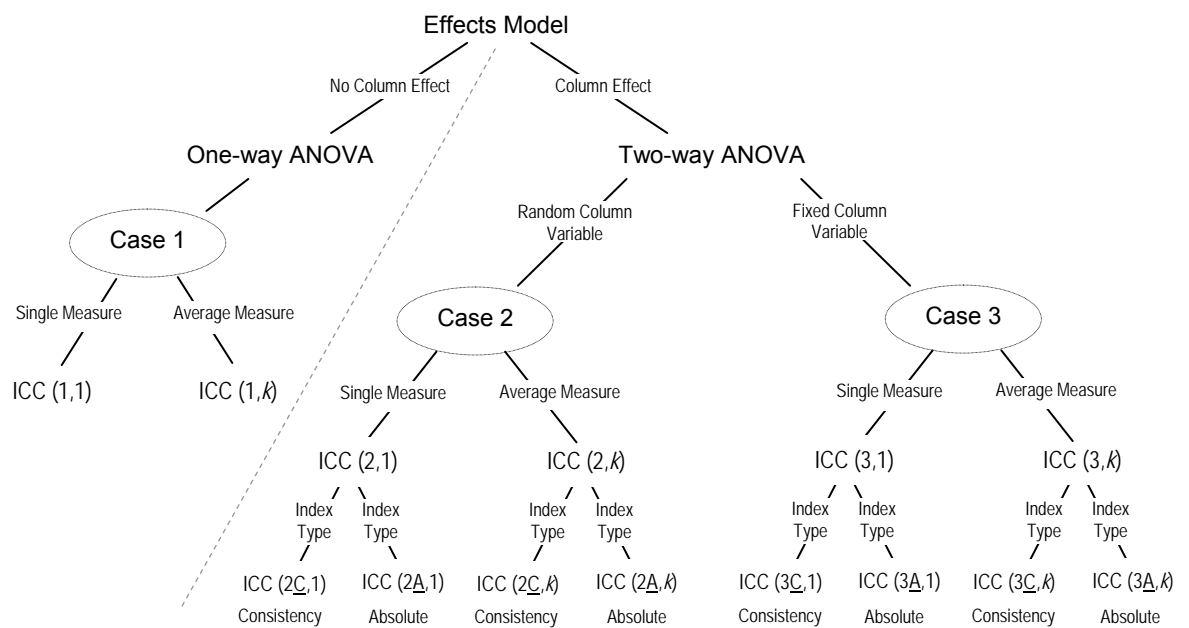 Effects Model
No Column Effect
Column Effect
One-way ANOVA
Two-way ANOVA
Random Column
Variable
Fixed Column
Variable
Case 1
Case 2
Case 3
Single Measure
Average Measure
ICC (1,1)
ICC (1,k)
Single Measure
Average Measure
Single Measure
Average Measure
ICC (2,1)
ICC (2,k)
ICC (3,1)
ICC (3,k)
Index
Type
Index
Type
Index
Type
Index
Type
Index
Type
Index
Type
Index
Type
Index
Type
ICC (2C,1)
Consistency
ICC (2A,1)
Absolute
ICC (2C,k)
Consistency
ICC (2A,k)
Absolute
ICC (3C,1)
Consistency
ICC (3A,1)
Absolute
ICC (3C,k)
Consistency
ICC (3A,k)
Absolute